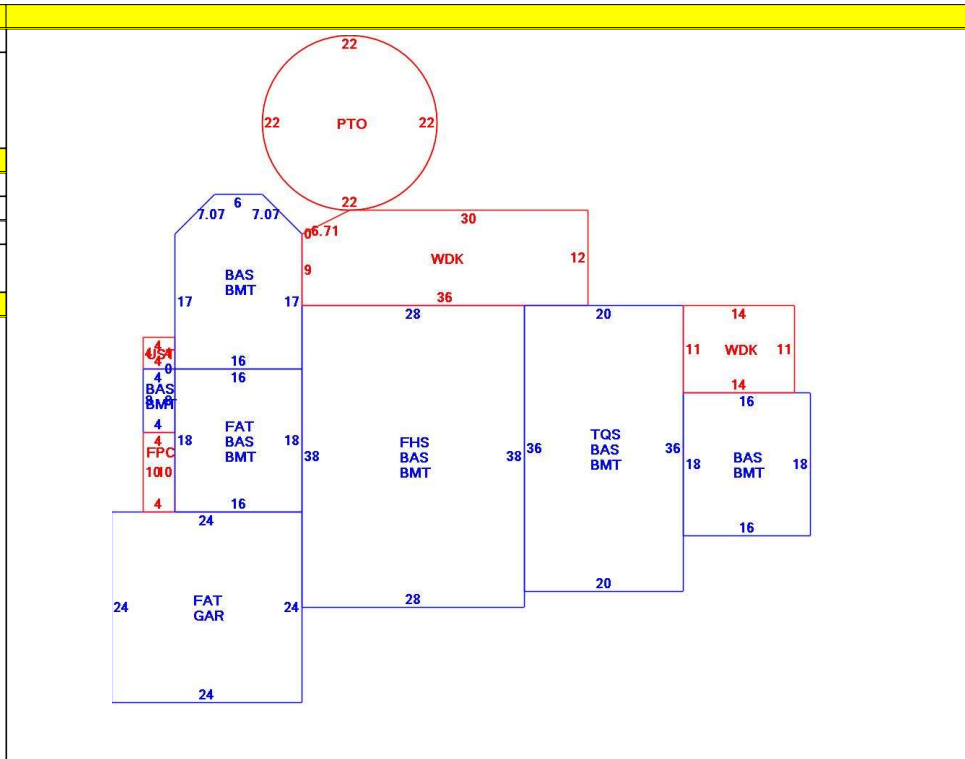 22
22 PTO 22
22
6
7.07 7.07
30
0 6.71
WDK
12
9
BAS
BMT
17 17
36
28
20
14
4
UST
4
0
11 WDK 11
14
16
16
4
BAS
BMT
4
16
FAT
BAS
BMT
18 18
4
FPC
10 10
4
16
FHS
BAS
BMT
38 38
TQS
BAS
BMT
36 36
BAS
BMT
18 18
16
24
FAT
GAR
24 24
28
20
24